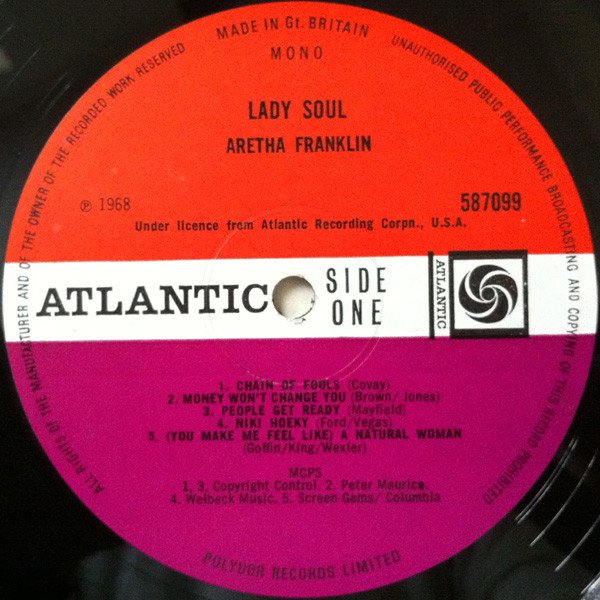 MADE IN Gt. BRITAIN
MONO
LADY SOUL
ARETHA FRANKLIN
℗ 1968
587099
Under licence from Atlantic Recording Corpn., U.S.A.
ATLANTIC
SIDE
ONE
ATLANTIC
1. CHAIN OF FOOLS (Covay)
2. MONEY WON'T CHANGE YOU (Brown/ Jones)
3. PEOPLE GET READY (Mayfield)
4. NIKI HOEKY (Ford/Vegas)
5. (YOU MAKE ME FEEL LIKE) A NATURAL WOMAN
(Goffin/King/Wexler)
MCPS
1. 3. Copyright Control. 2. Peter Maurice.
4. Welbeck Music. 5. Screen Gems/ Columbia
POLYDOR RECORDS LIMITED
ALL RIGHTS OF THE MANUFACTURER AND OF THE OWNER OF THE RECORDED WORK RESERVED
UNAUTHORISED PUBLIC PERFORMANCE BROADCASTING AND COPYING OF THIS RECORD PROHIBITED